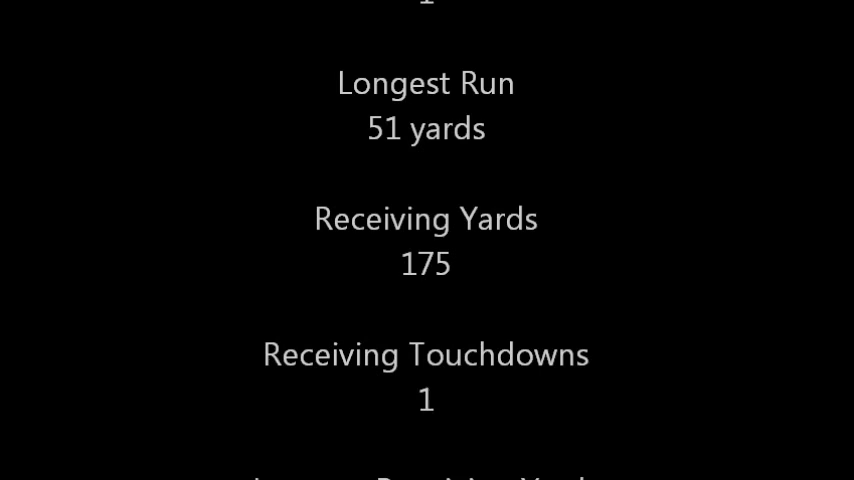 Longest Run
51 yards
Receiving Yards
175
Receiving Touchdowns
1